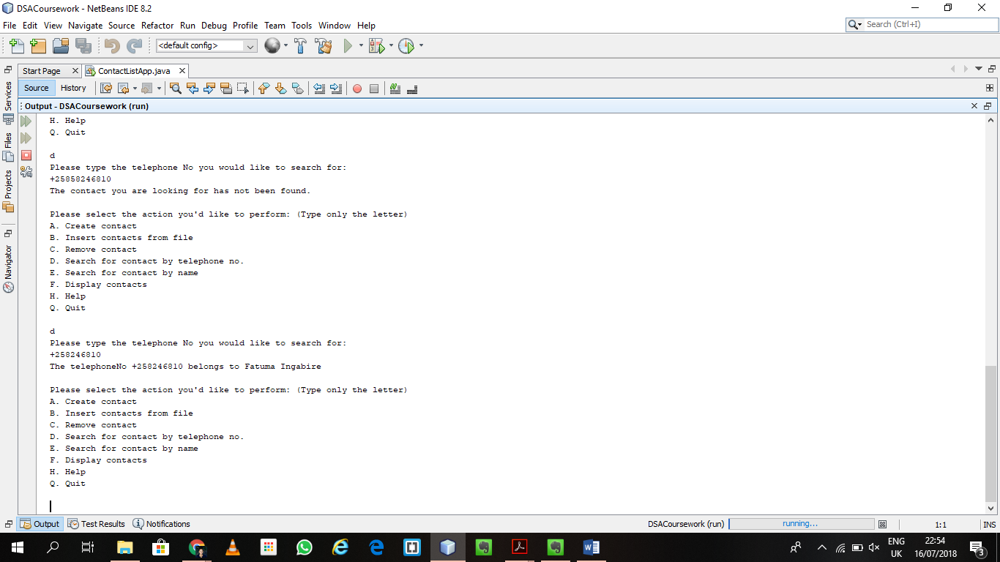 DSACoursework - NetBeans IDE 8.2
File Edit View Navigate Source Refactor Run Debug Profile Team Tools Window Help
Search (Ctrl+I)
<default config>
Start Page
ContactListApp.java
Source History
Services
Files
Projects
Navigator
Output - DSACoursework (run)
H. Help
Q. Quit
d
Please type the telephone No you would like to search for:
+25858246810
The contact you are looking for has not been found.
Please select the action you'd like to perform: (Type only the letter)
A. Create contact
B. Insert contacts from file
C. Remove contact
D. Search for contact by telephone no.
E. Search for contact by name
F. Display contacts
H. Help
Q. Quit
d
Please type the telephone No you would like to search for:
+258246810
The telephoneNo +258246810 belongs to Fatuma Ingabire
Please select the action you'd like to perform: (Type only the letter)
A. Create contact
B. Insert contacts from file
C. Remove contact
D. Search for contact by telephone no.
E. Search for contact by name
F. Display contacts
H. Help
Q. Quit
Output Test Results Notifications
DSACoursework (run) running... 1:1 INS
ENG 22:54
UK 16/07/2018 3